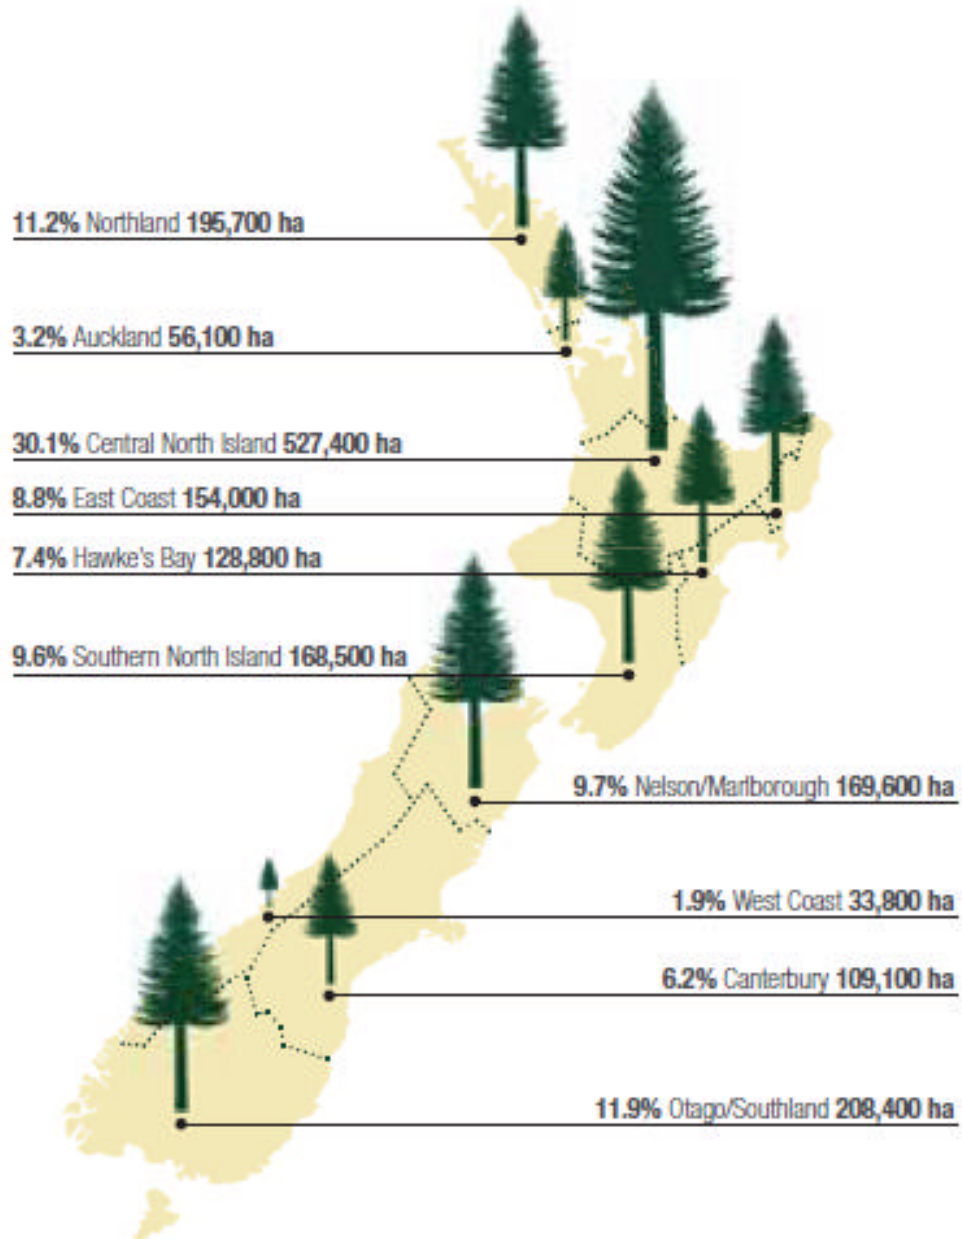 11.2% Northland 195,700 ha
3.2% Auckland 56,100 ha
30.1% Central North Island 527,400 ha
8.8% East Coast 154,000 ha
7.4% Hawke's Bay 128,800 ha
9.6% Southern North Island 168,500 ha
9.7% Nelson/Marlborough 169,600 ha
1.9% West Coast 33,800 ha
6.2% Canterbury 109,100 ha
11.9% Otago/Southland 208,400 ha